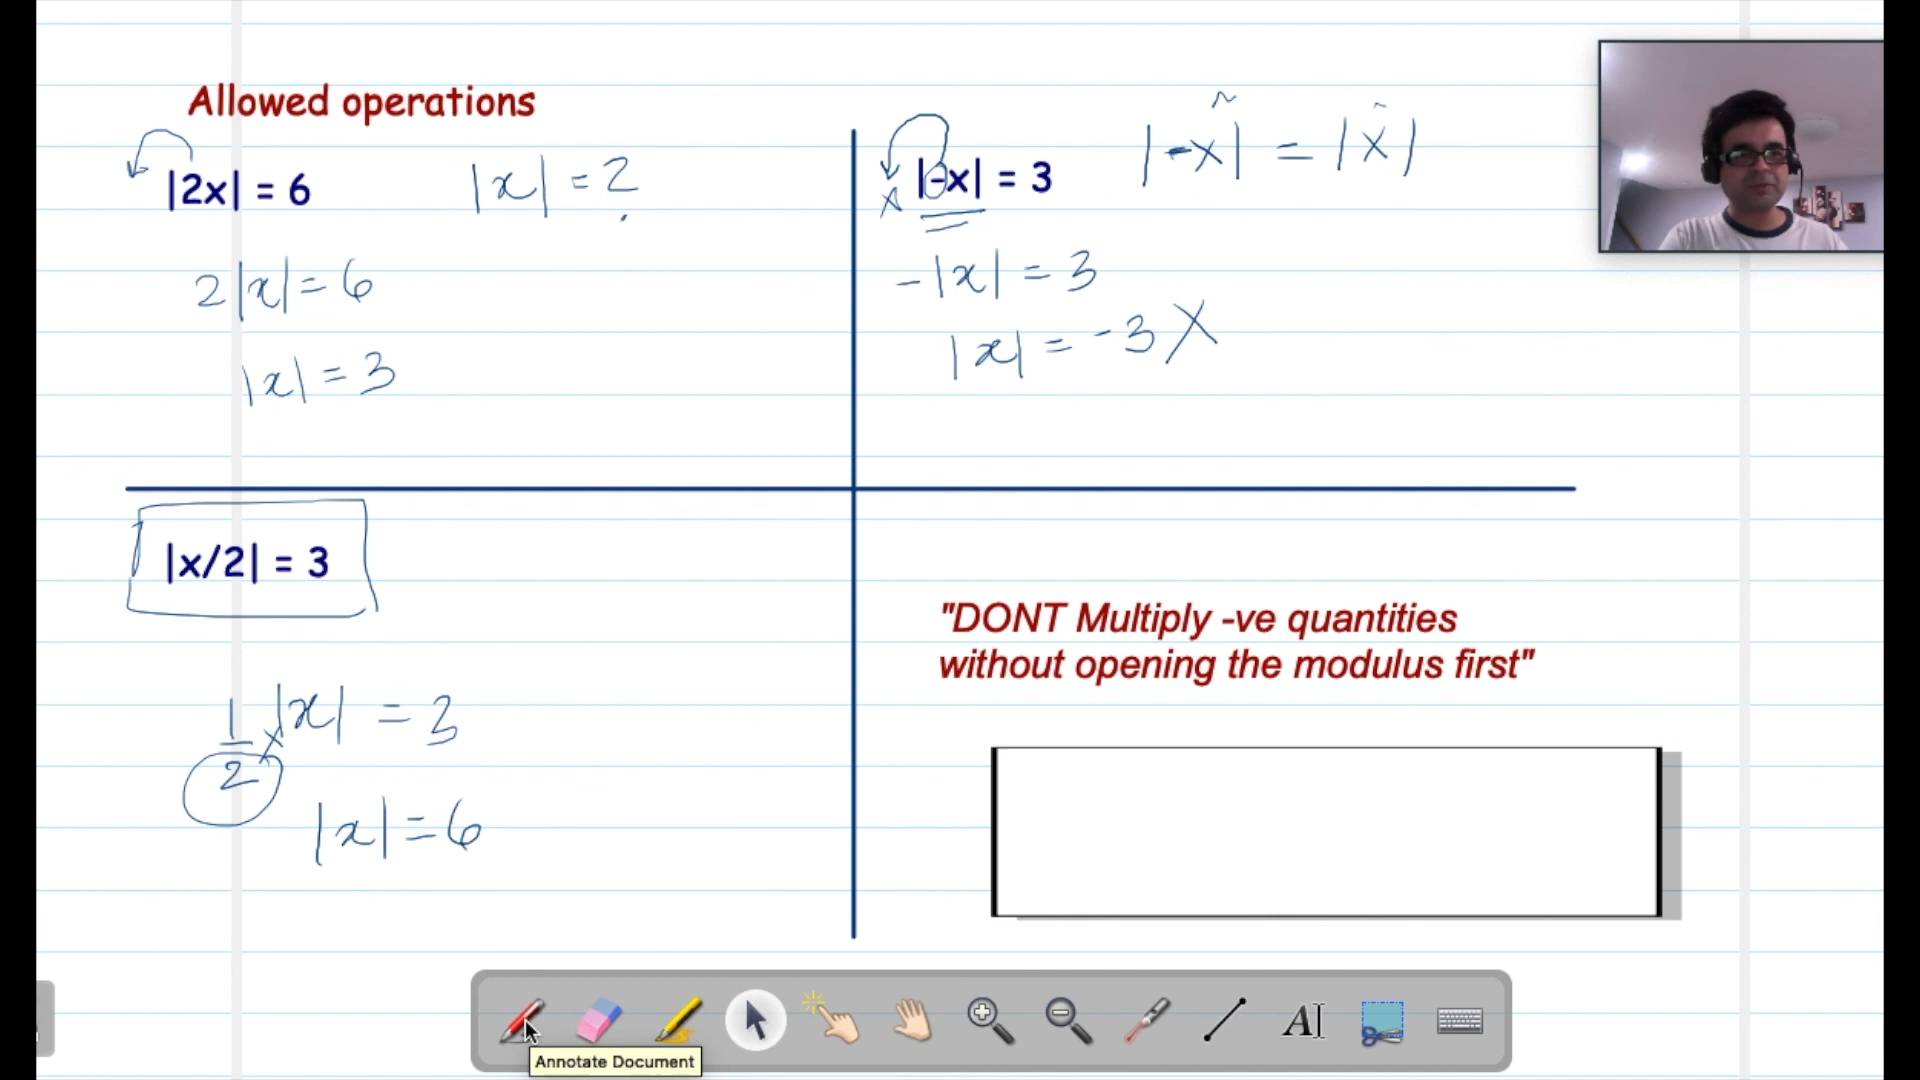 Allowed operations
|2x| = 6
|x| = ?
2|x| = 6
|x| = 3
|-x| = 3
x
|-x| = |x|
-|x| = 3
|x| = -3 X
|x/2| = 3
1/2 x |x| = 3
|x| = 6
"DONT Multiply -ve quantities
without opening the modulus first"
AI
Annotate Document